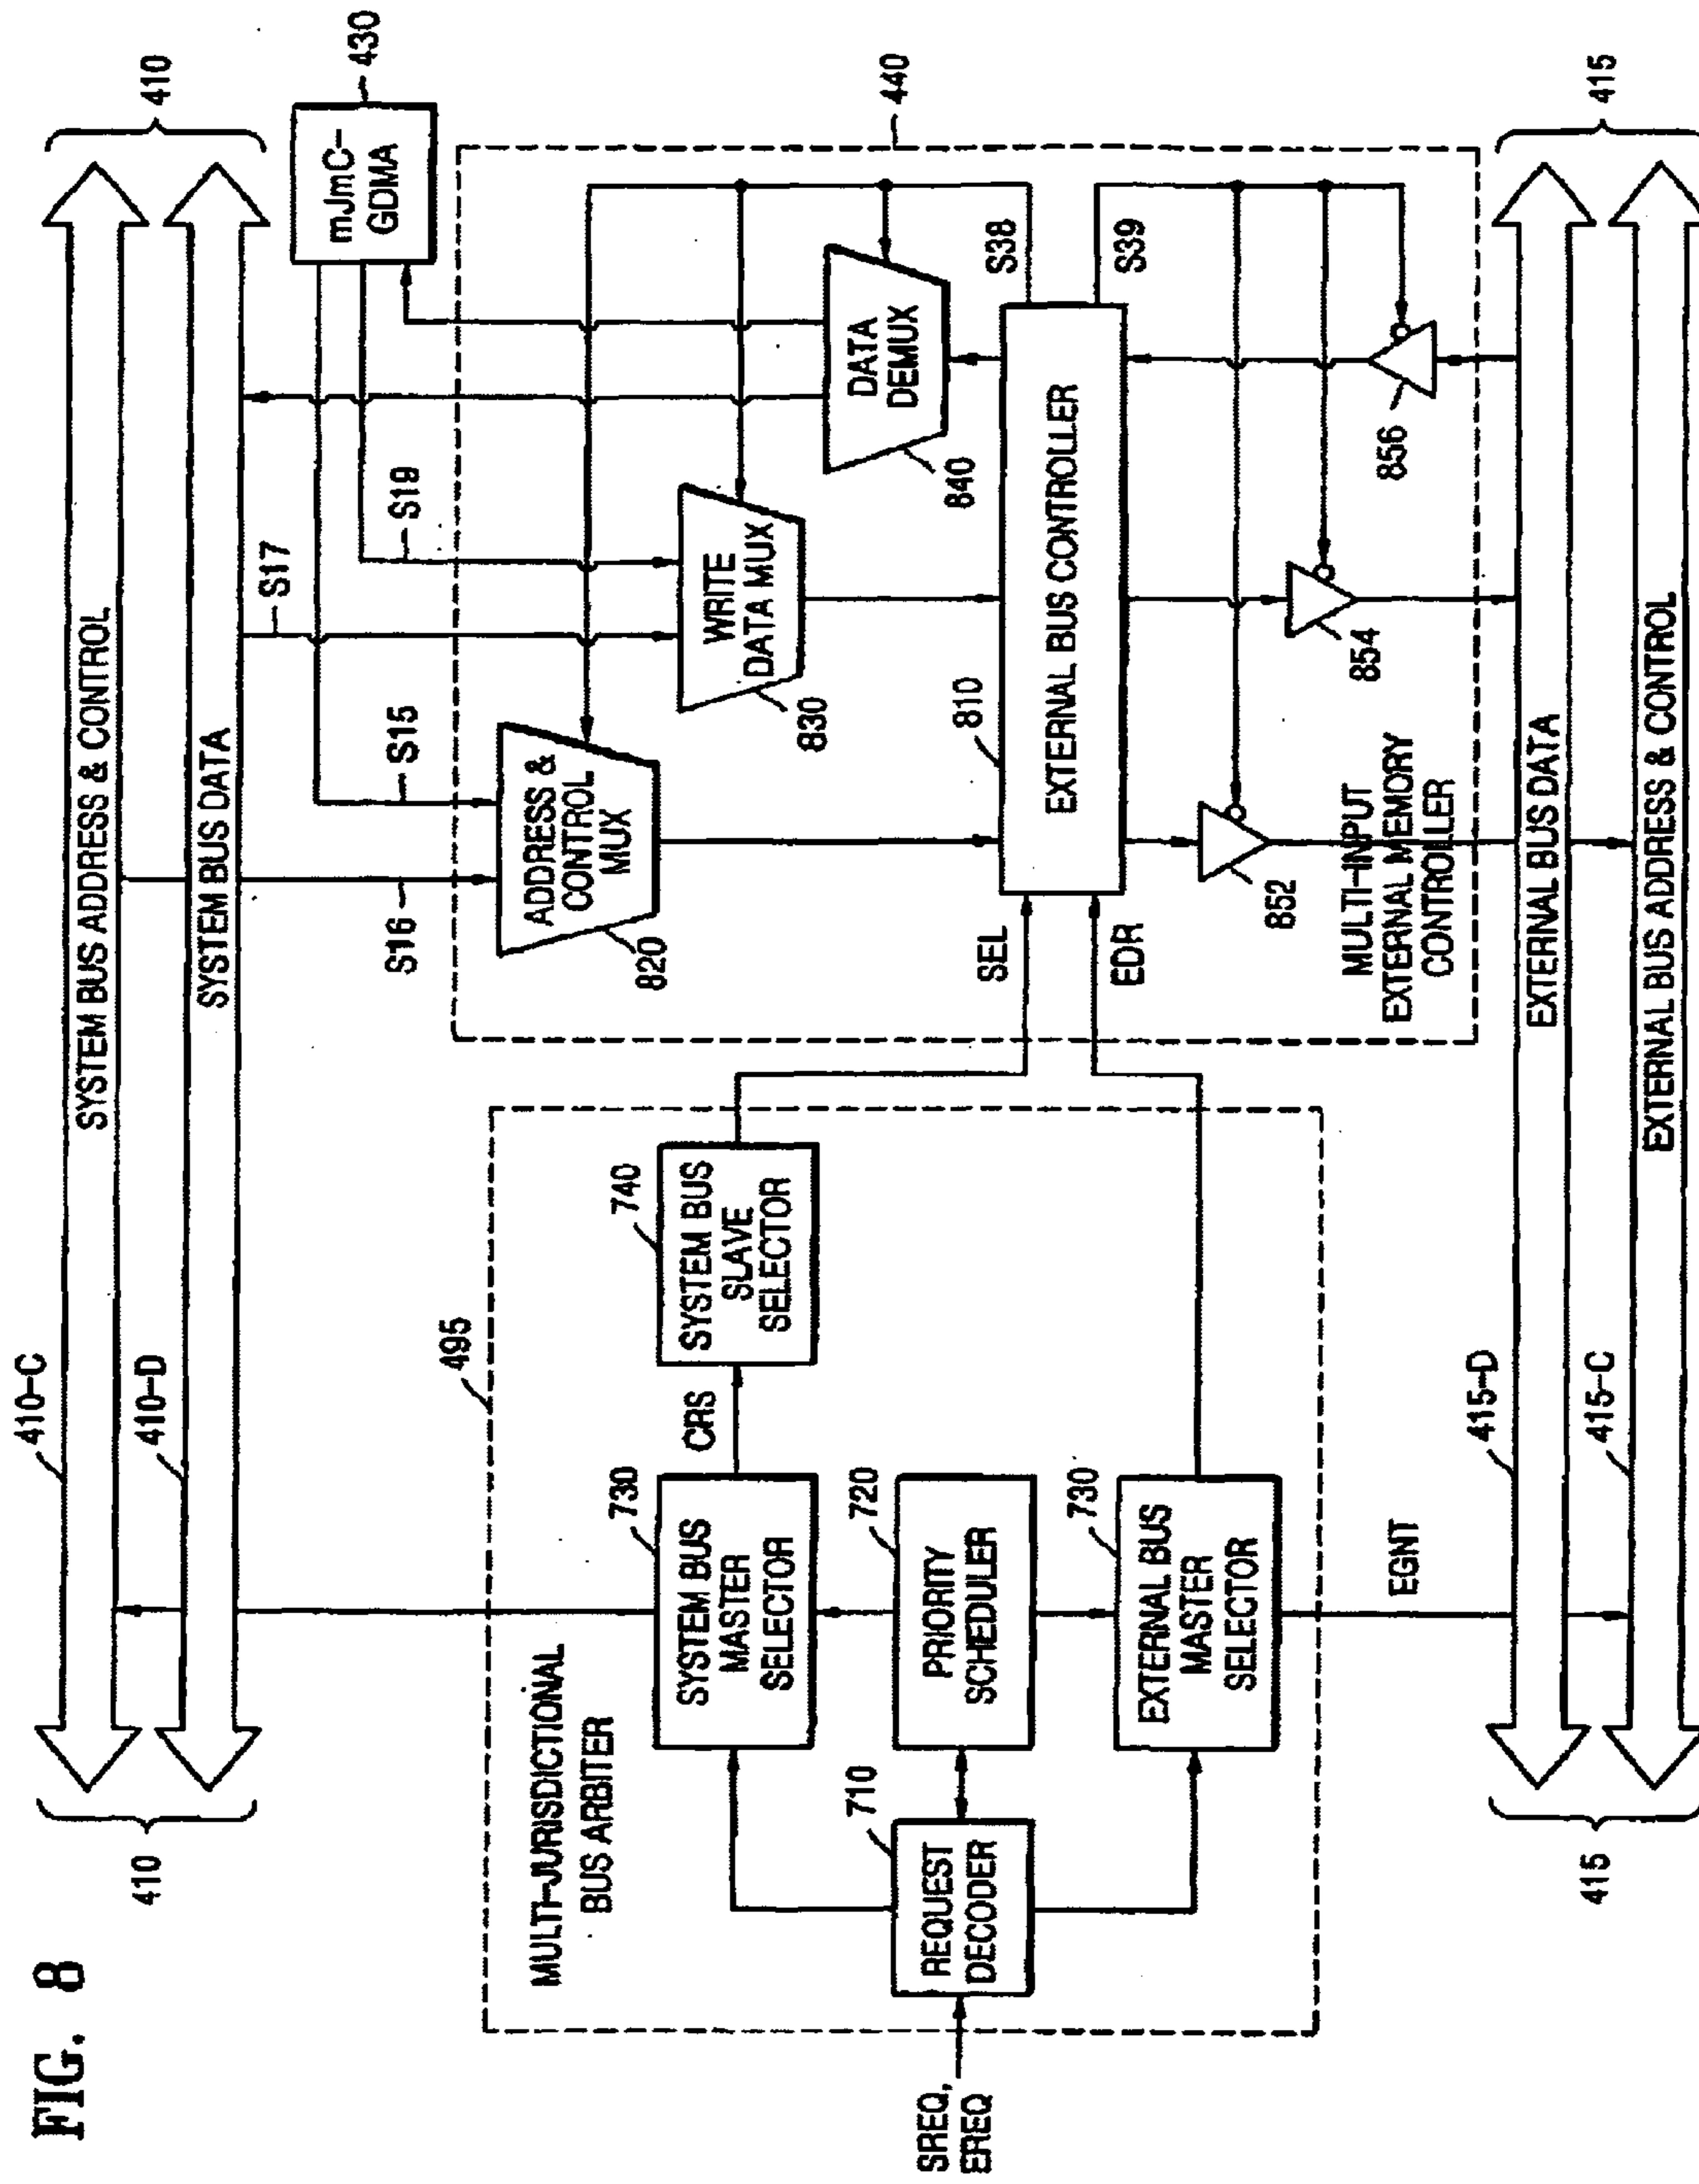 FIG. 8
410
410-C
SYSTEM BUS ADDRESS & CONTROL
410
410-D
SYSTEM BUS DATA
mJmC-
GDMA
430
S16
S15
S17
S19
495
MULTI-JURISDICTIONAL
BUS ARBITER
SREQ,
EREQ
REQUEST
DECODER
710
SYSTEM BUS
MASTER
SELECTOR
730
CRS
SYSTEM BUS
SLAVE
SELECTOR
740
PRIORITY
SCHEDULER
720
EXTERNAL BUS
MASTER
SELECTOR
730
EGNT
SEL
EDR
440
ADDRESS &
CONTROL
MUX
820
WRITE
DATA MUX
830
DATA
DEMUX
840
EXTERNAL BUS CONTROLLER
810
S38
S39
852
854
856
MULTI-INPUT
EXTERNAL MEMORY
CONTROLLER
415
415-D
EXTERNAL BUS DATA
415
415-C
EXTERNAL BUS ADDRESS & CONTROL